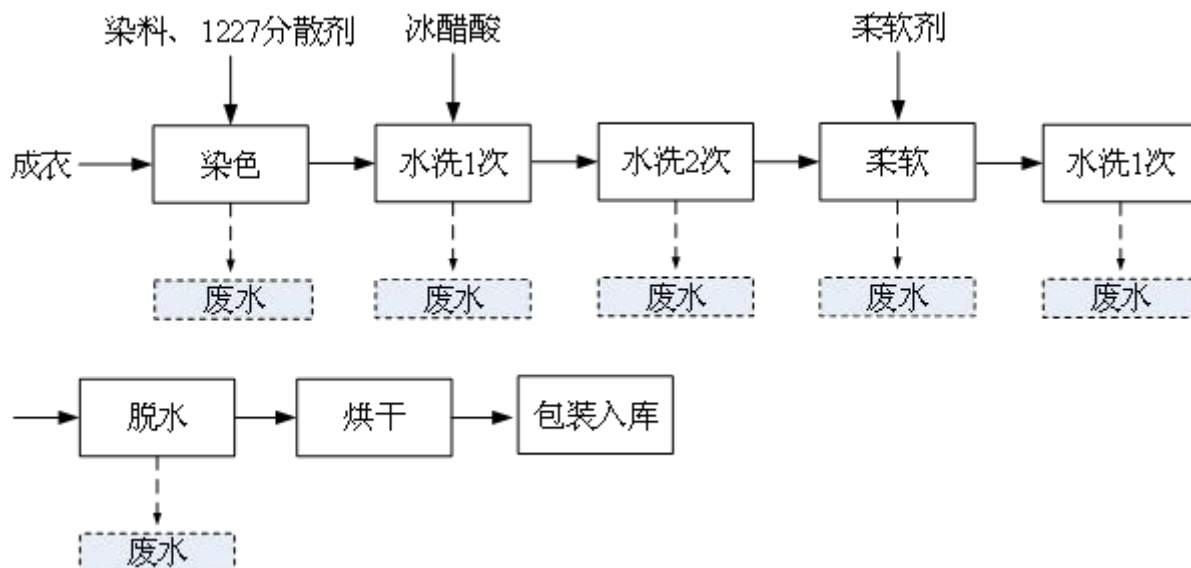 染料、1227分散剂
冰醋酸
柔软剂
成衣
染色
水洗1次
水洗2次
柔软
水洗1次
废水
废水
废水
废水
废水
脱水
烘干
包装入库
废水